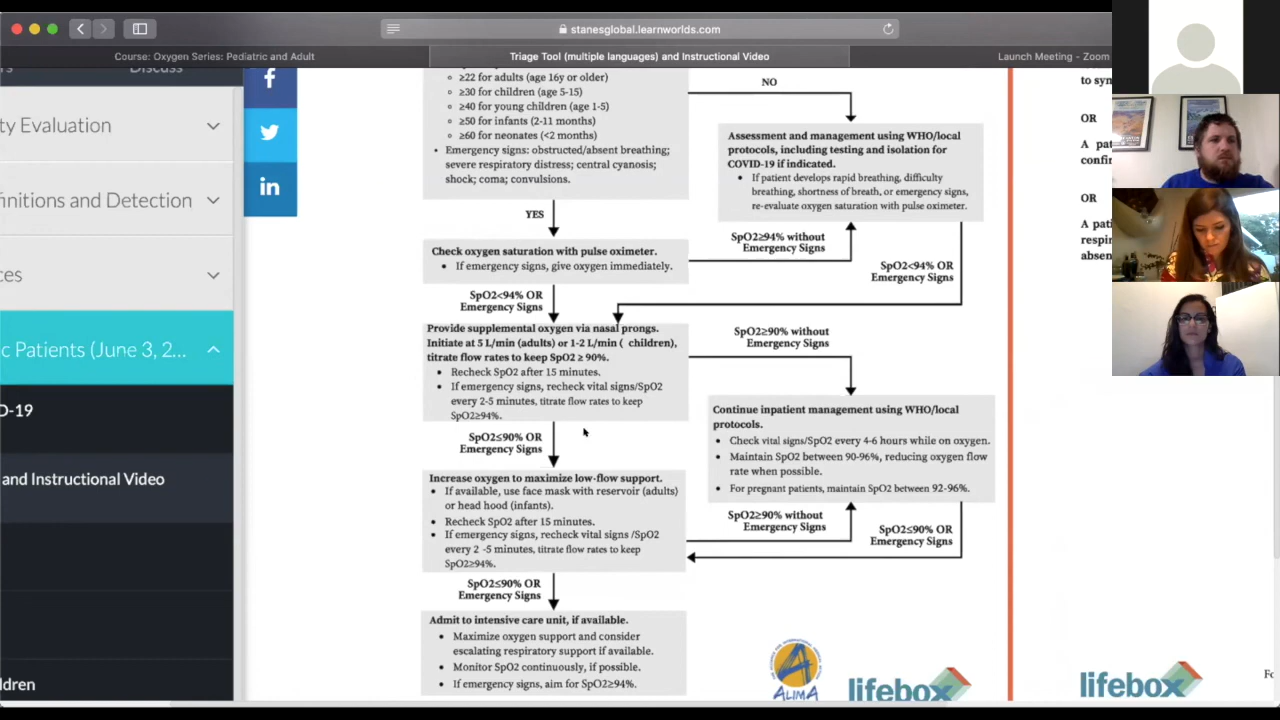 stanesglobal.learnworlds.com
Course: Oxygen Series: Pediatric and Adult
Triage Tool (multiple languages) and Instructional Video
Launch Meeting - Zoom
Discuss
ty Evaluation
initions and Detection
ces
c Patients (June 3, 2...
D-19
and Instructional Video
ldren
f
in
≥22 for adults (age 16y or older)
≥30 for children (age 5-15)
≥40 for young children (age 1-5)
≥50 for infants (2-11 months)
≥60 for neonates (<2 months)
Emergency signs: obstructed/absent breathing;
severe respiratory distress; central cyanosis;
shock; coma; convulsions.
NO
Assessment and management using WHO/local
protocols, including testing and isolation for
COVID-19 if indicated.
If patient develops rapid breathing, difficulty
breathing, shortness of breath, or emergency signs,
re-evaluate oxygen saturation with pulse oximeter.
YES
Check oxygen saturation with pulse oximeter.
If emergency signs, give oxygen immediately.
SpO2≥94% without
Emergency Signs
SpO2<94% OR
Emergency Signs
SpO2<94% OR
Emergency Signs
Provide supplemental oxygen via nasal prongs.
Initiate at 5 L/min (adults) or 1-2 L/min ( children),
titrate flow rates to keep SpO2 ≥ 90%.
Recheck SpO2 after 15 minutes.
If emergency signs, recheck vital signs/SpO2
every 2-5 minutes, titrate flow rates to keep
SpO2≥94%.
SpO2≥90% without
Emergency Signs
Continue inpatient management using WHO/local
protocols.
Check vital signs/SpO2 every 4-6 hours while on oxygen.
Maintain SpO2 between 90-96%, reducing oxygen flow
rate when possible.
For pregnant patients, maintain SpO2 between 92-96%.
SpO2≤90% OR
Emergency Signs
Increase oxygen to maximize low-flow support.
If available, use face mask with reservoir (adults)
or head hood (infants).
Recheck SpO2 after 15 minutes.
If emergency signs, recheck vital signs /SpO2
every 2 -5 minutes, titrate flow rates to keep
SpO2≥94%.
SpO2≥90% without
Emergency Signs
SpO2≤90% OR
Emergency Signs
SpO2≤90% OR
Emergency Signs
Admit to intensive care unit, if available.
Maximize oxygen support and consider
escalating respiratory support if available.
Monitor SpO2 continuously, if possible.
If emergency signs, aim for SpO2≥94%.
ALIMA
lifebox
to syn
OR
A pat
confir
OR
A pati
respir
absen
lifebox
Fo